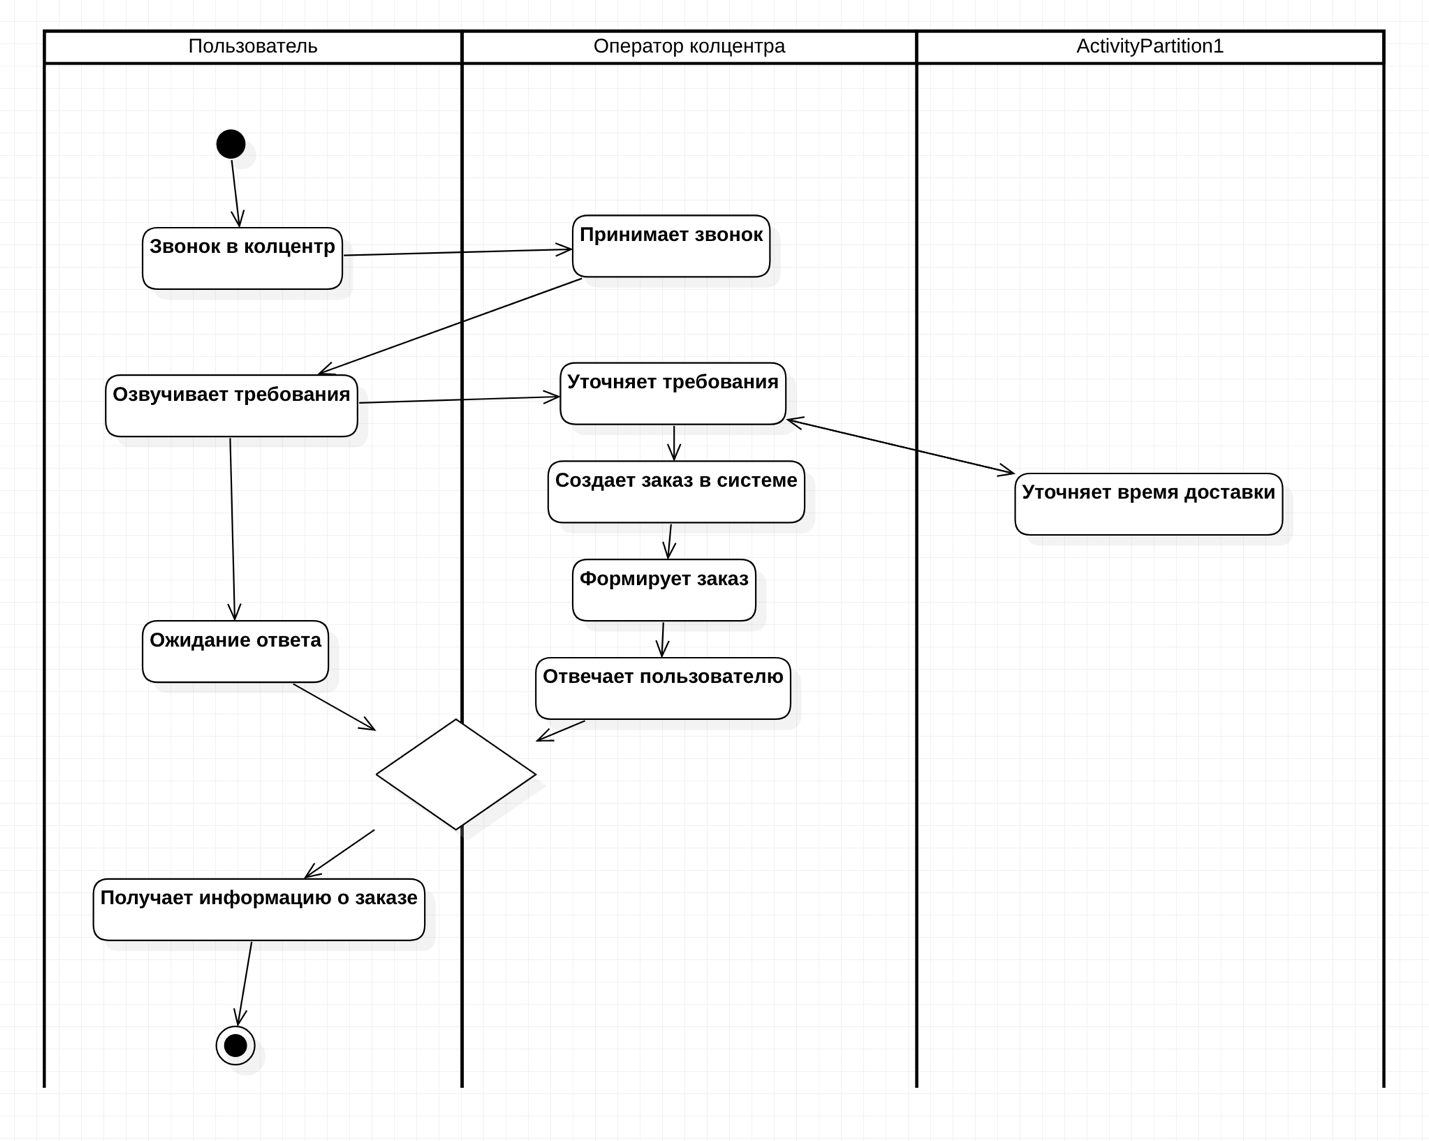 Пользователь
Оператор колцентра
ActivityPartition1
Звонок в колцентр
Принимает звонок
Озвучивает требования
Уточняет требования
Создает заказ в системе
Уточняет время доставки
Формирует заказ
Ожидание ответа
Отвечает пользователю
Получает информацию о заказе